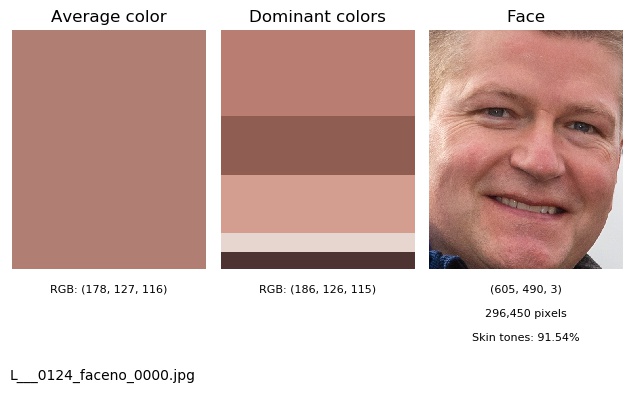 Average color
Dominant colors
Face
RGB: (178, 127, 116)
RGB: (186, 126, 115)
(605, 490, 3)
296,450 pixels
Skin tones: 91.54%
L___0124_faceno_0000.jpg